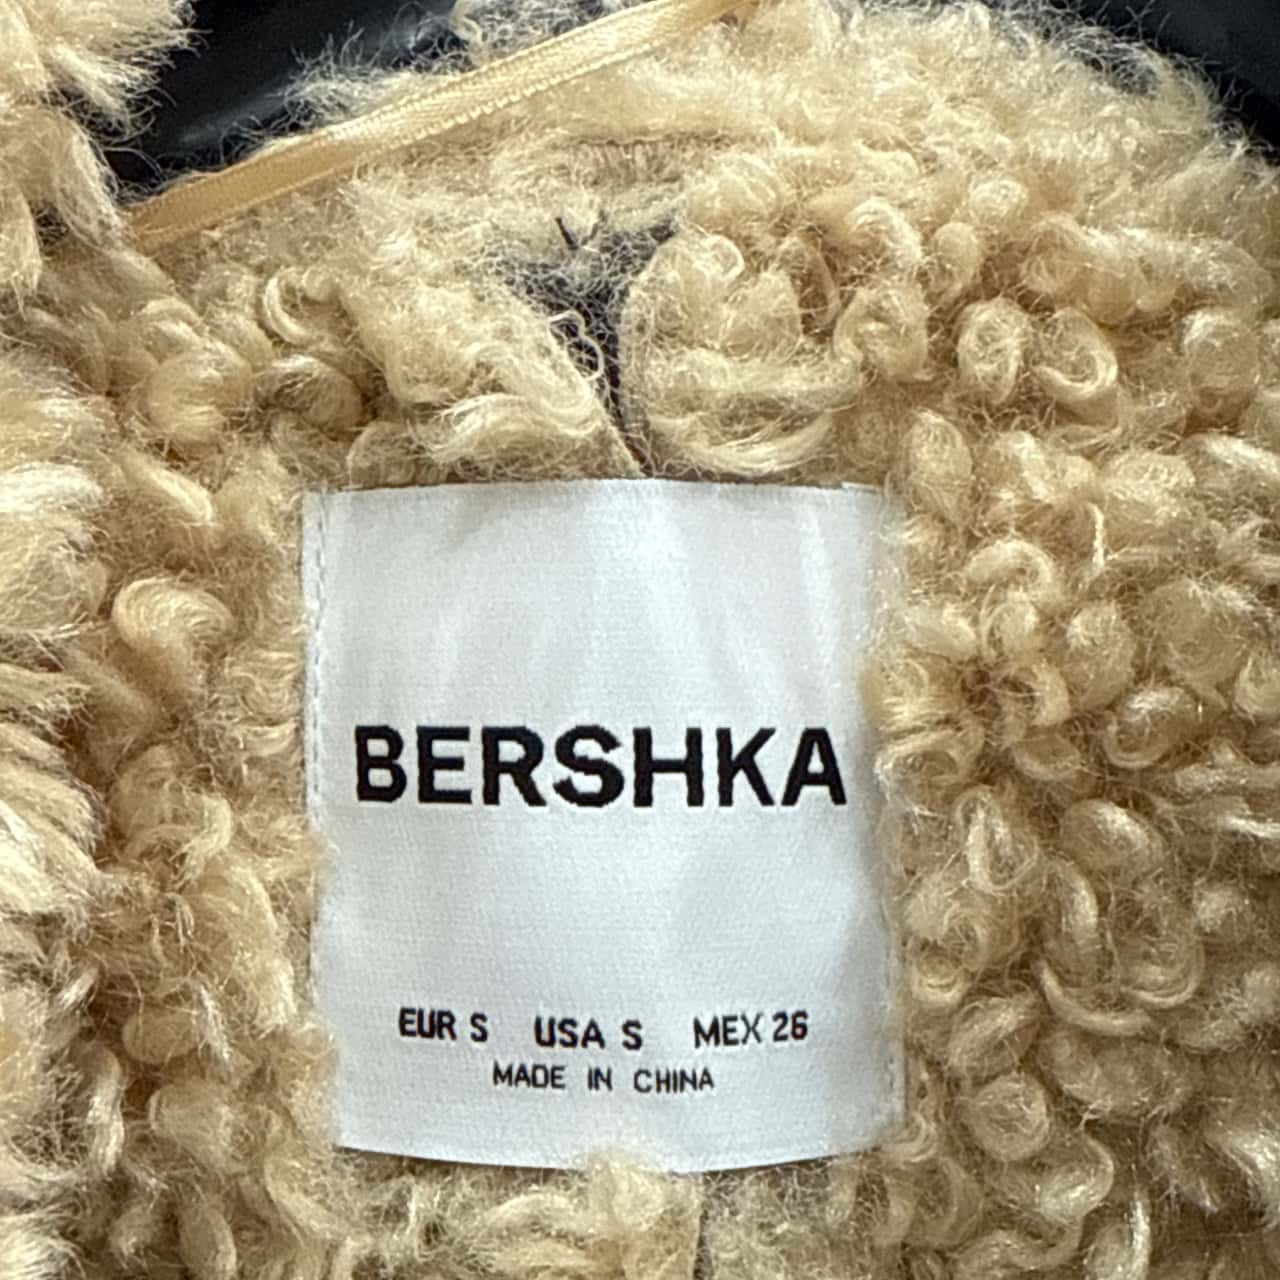 BERSHKA
EUR S USA S MEX 26
MADE IN CHINA